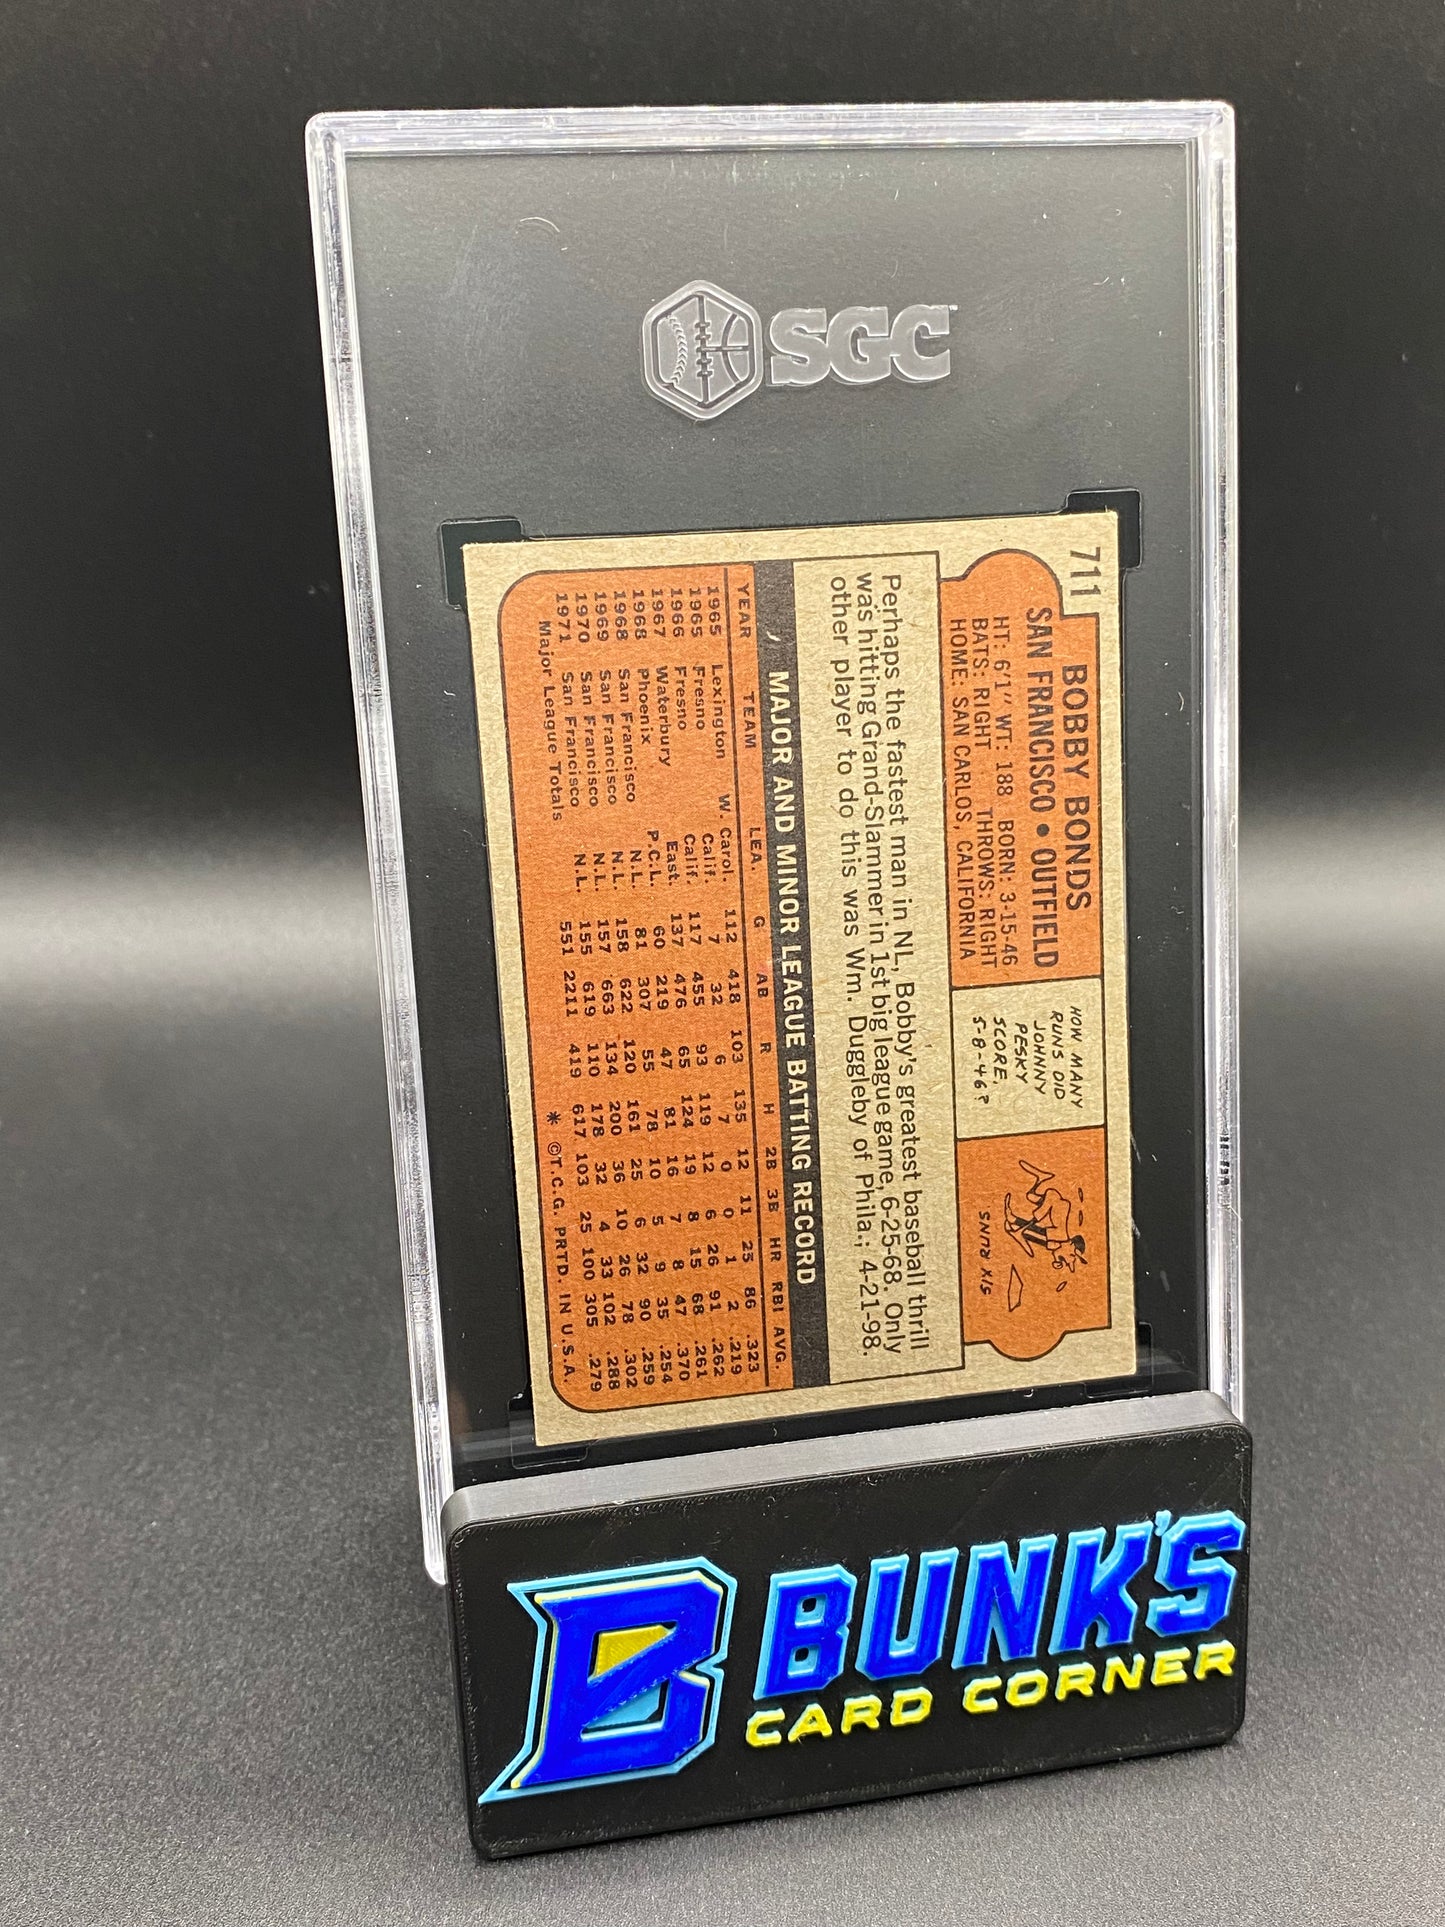 SGC
711
BOBBY BONDS
SAN FRANCISCO • OUTFIELD
HT: 6'1" WT: 188 BORN: 3-15-46
BATS: RIGHT THROWS: RIGHT
HOME: SAN CARLOS, CALIFORNIA
HOW MANY
RUNS DID
JOHNNY
PESKY
SCORE,
5-8-46?
SIX RUNS
Perhaps the fastest man in NL, Bobby's greatest baseball thrill
was hitting Grand-Slammer in 1st big league game, 6-25-68. Only
other player to do this was Wm. Duggleby of Phila.; 4-21-98.
MAJOR AND MINOR LEAGUE BATTING RECORD
YEAR TEAM LEA. G AB R H 2B 3B HR RBI AVG.
1965 Lexington W. Carol. 112 418 103 135 12 11 25 86 .323
1965 Fresno Calif. 7 32 6 7 0 0 1 2 .219
1966 Fresno Calif. 117 455 93 119 12 6 26 91 .262
1967 Waterbury East. 137 476 65 124 19 8 15 68 .261
1968 Phoenix P.C.L. 60 219 47 81 16 7 8 47 .370
1968 San Francisco N.L. 81 307 55 78 10 5 9 35 .254
1969 San Francisco N.L. 158 622 120 161 25 6 32 90 .259
1970 San Francisco N.L. 157 663 134 200 36 10 26 78 .302
1971 San Francisco N.L. 155 619 110 178 32 4 33 102 .288
Major League Totals 551 2211 419 617 103 25 100 305 .279
* ©T.C.G. PRTD. IN U.S.A.
B BUNK'S
CARD CORNER